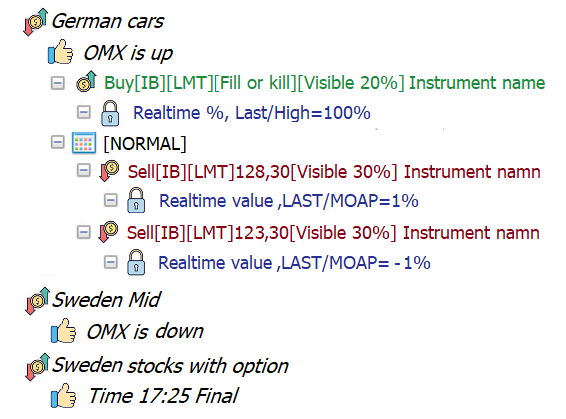 German cars
OMX is up
Buy[IB][LMT][Fill or kill][Visible 20%] Instrument name
Realtime %, Last/High=100%
[NORMAL]
Sell[IB][LMT]128,30[Visible 30%] Instrument namn
Realtime value ,LAST/MOAP=1%
Sell[IB][LMT]123,30[Visible 30%] Instrument namn
Realtime value ,LAST/MOAP= -1%
Sweden Mid
OMX is down
Sweden stocks with option
Time 17:25 Final